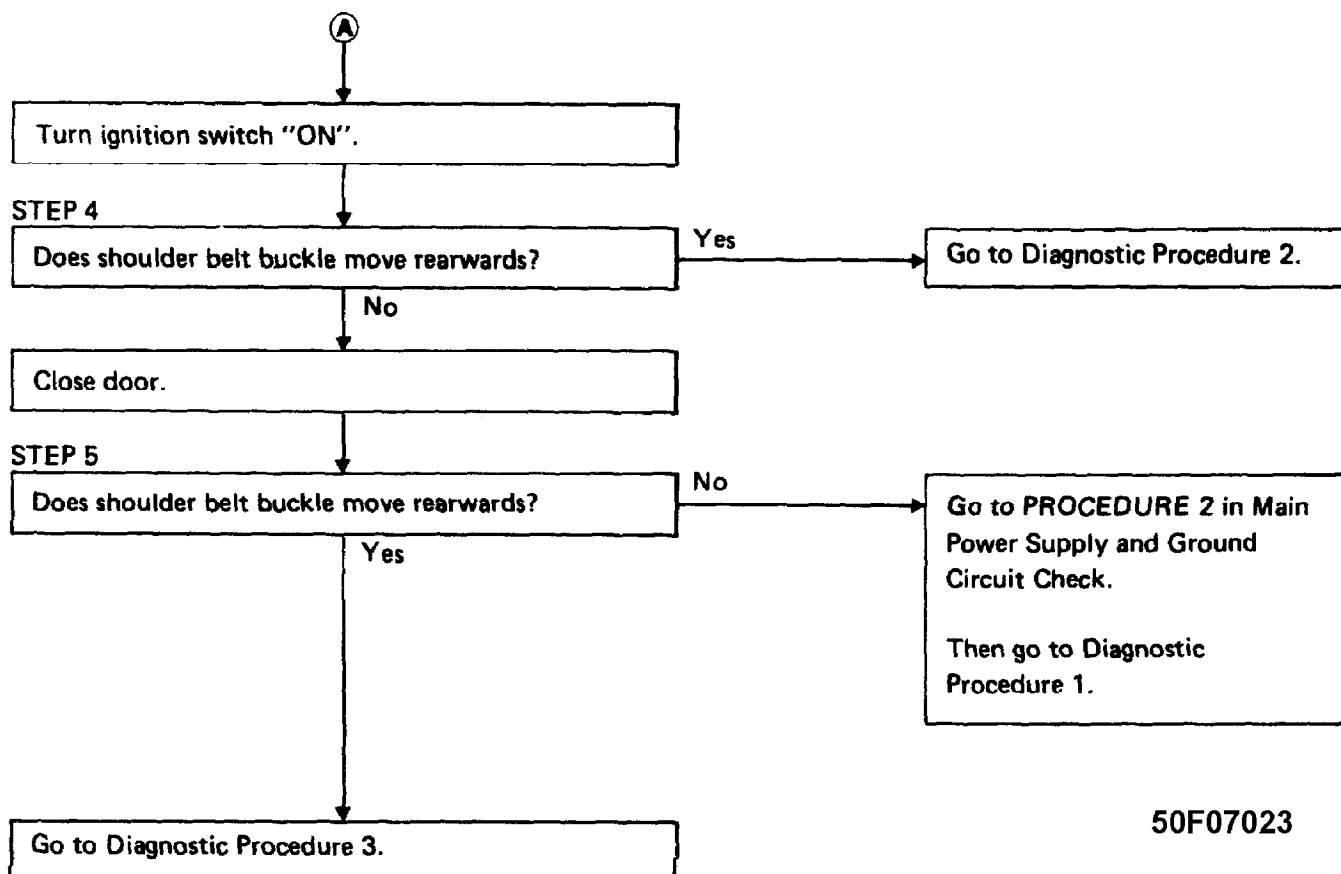 A
Turn ignition switch "ON".
STEP 4
Does shoulder belt buckle move rearwards?
Yes
Go to Diagnostic Procedure 2.
No
Close door.
STEP 5
Does shoulder belt buckle move rearwards?
No
Go to PROCEDURE 2 in Main
Power Supply and Ground
Circuit Check.
Then go to Diagnostic
Procedure 1.
Yes
Go to Diagnostic Procedure 3.
50F07023